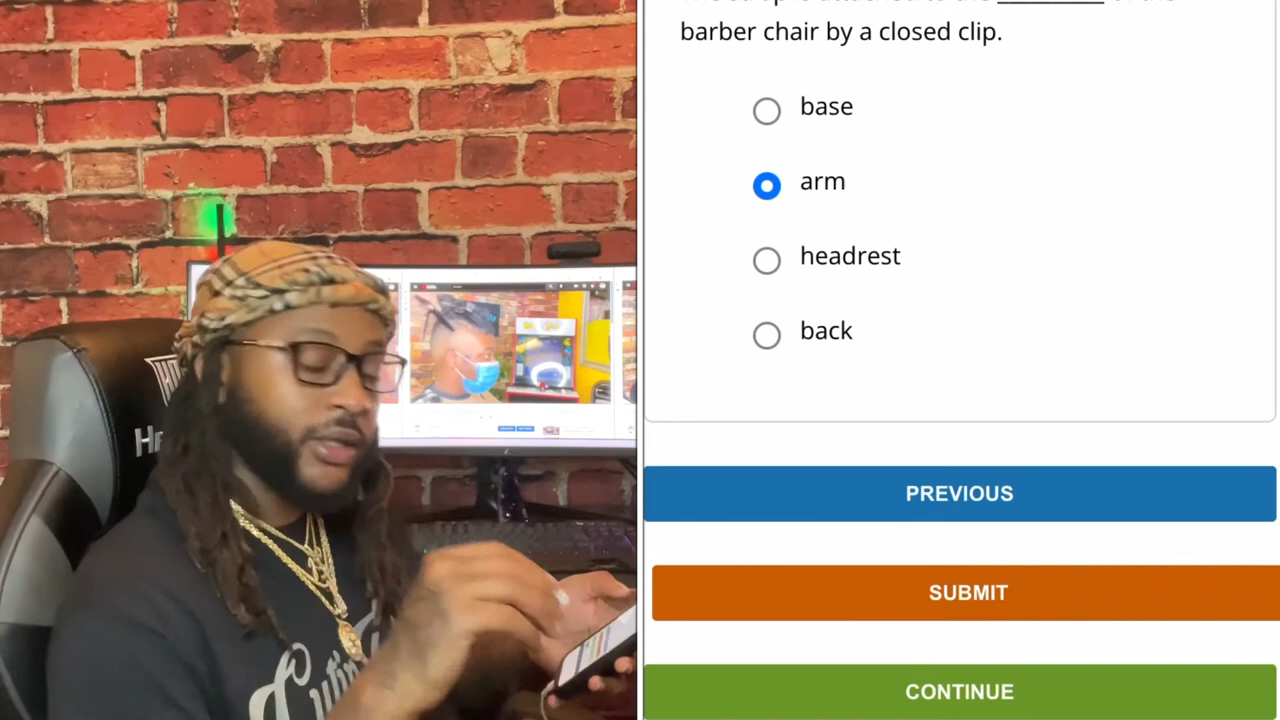 barber chair by a closed clip.
base
arm
headrest
back
PREVIOUS
SUBMIT
CONTINUE